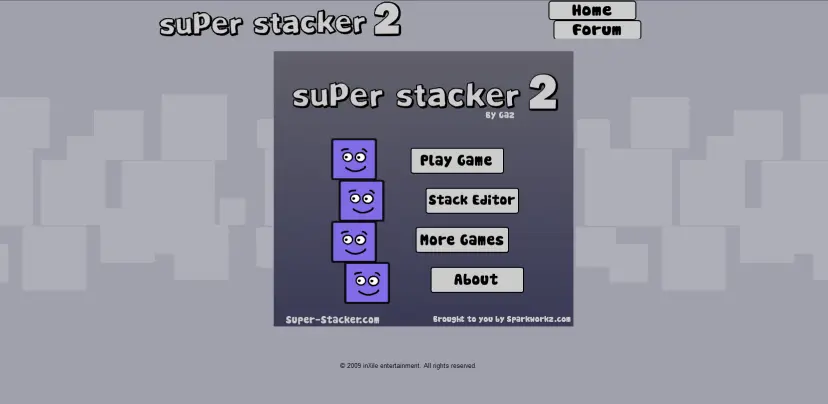 super stacker 2
Home
Forum
super stacker 2
By Gaz
Play Game
Stack Editor
More Games
About
Super-Stacker.com
Brought to you by Sparkworkz.com
© 2009 inXile entertainment. All rights reserved